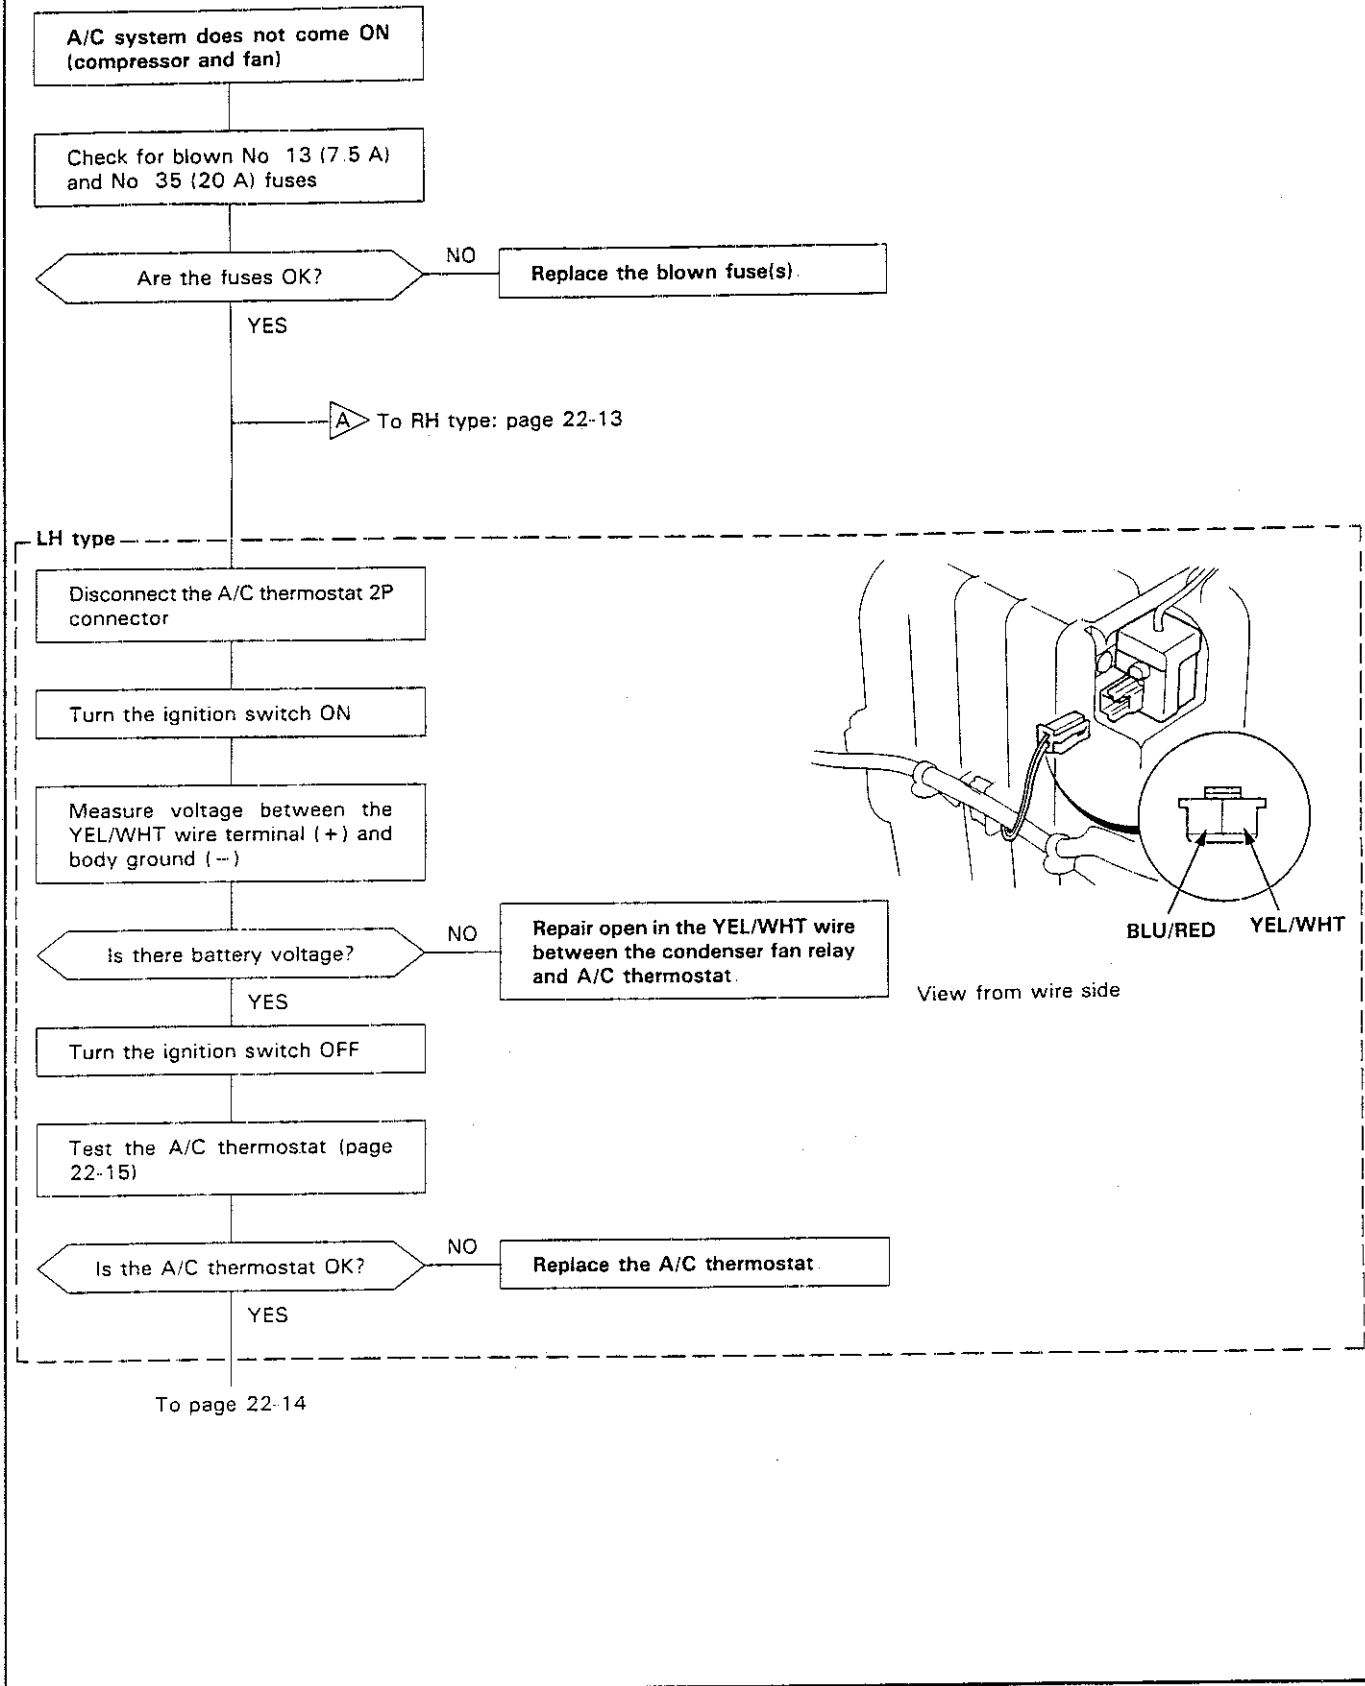 A/C system does not come ON
(compressor and fan)
Check for blown No 13 (7.5 A)
and No 35 (20 A) fuses
Are the fuses OK?
NO
Replace the blown fuse(s).
YES
A
To RH type: page 22-13
LH type
Disconnect the A/C thermostat 2P
connector
Turn the ignition switch ON
Measure voltage between the
YEL/WHT wire terminal (+) and
body ground (-)
Is there battery voltage?
NO
Repair open in the YEL/WHT wire
between the condenser fan relay
and A/C thermostat.
BLU/RED
YEL/WHT
View from wire side
YES
Turn the ignition switch OFF
Test the A/C thermostat (page
22-15)
Is the A/C thermostat OK?
NO
Replace the A/C thermostat.
YES
To page 22-14